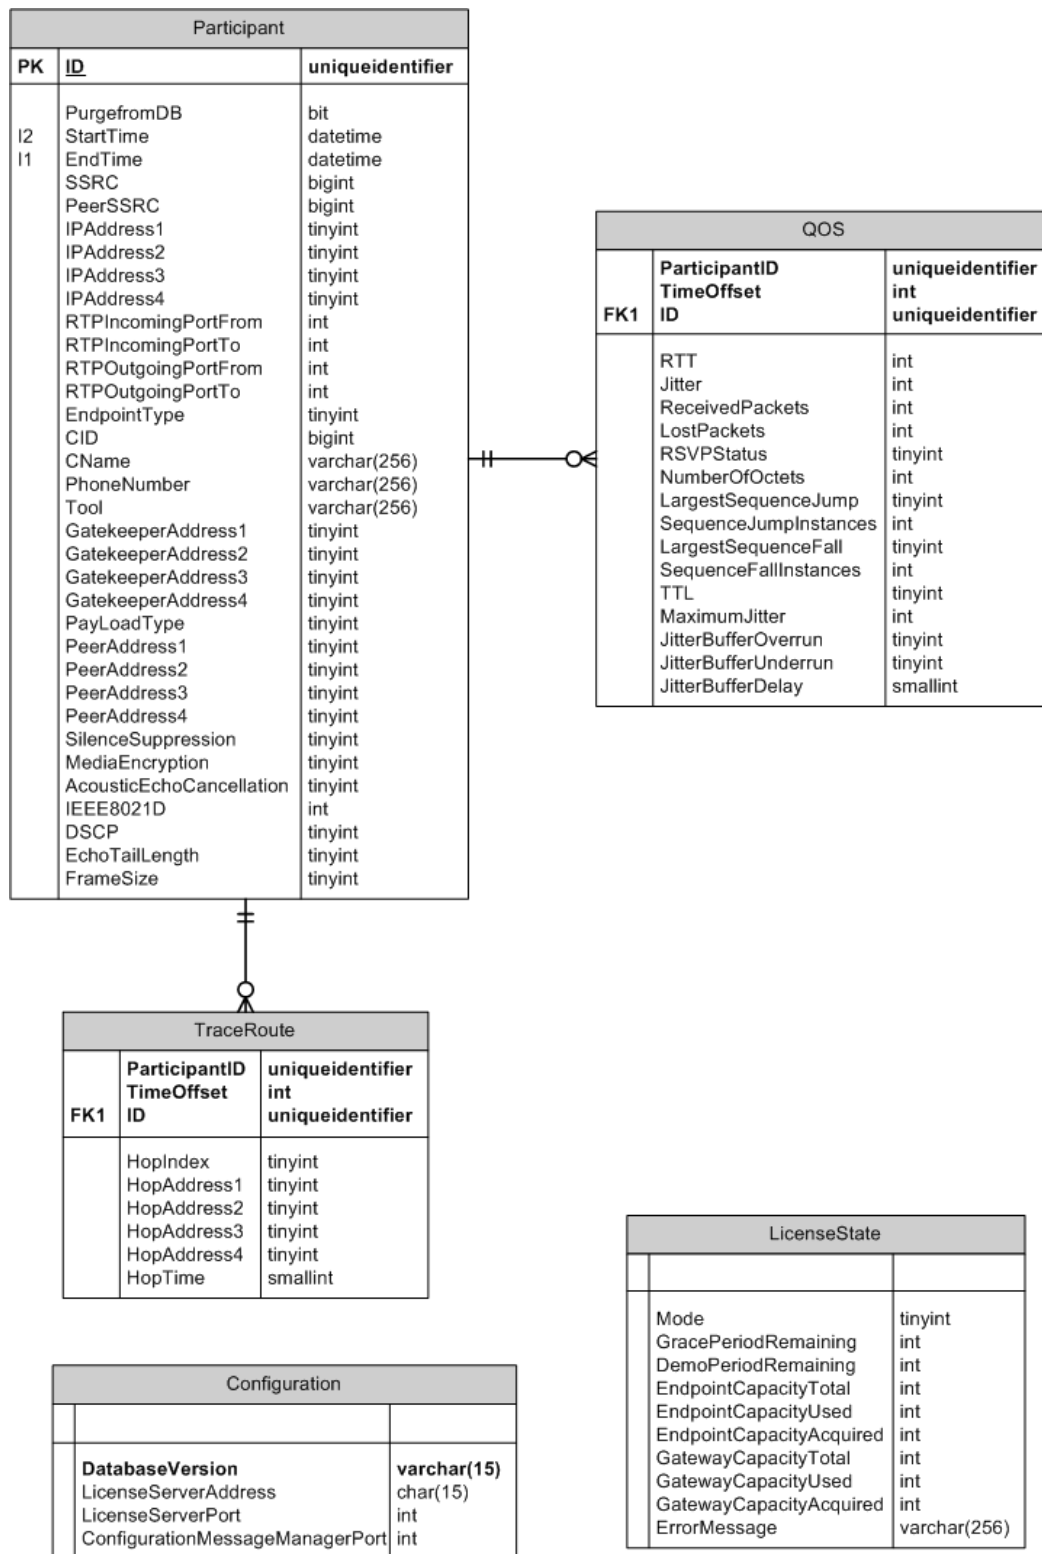 Participant
PK ID uniqueidentifier
PurgefromDB bit
I2 StartTime datetime
I1 EndTime datetime
SSRC bigint
PeerSSRC bigint
IPAddress1 tinyint
IPAddress2 tinyint
IPAddress3 tinyint
IPAddress4 tinyint
RTPIncomingPortFrom int
RTPIncomingPortTo int
RTPOutgoingPortFrom int
RTPOutgoingPortTo int
EndpointType tinyint
CID bigint
CName varchar(256)
PhoneNumber varchar(256)
Tool varchar(256)
GatekeeperAddress1 tinyint
GatekeeperAddress2 tinyint
GatekeeperAddress3 tinyint
GatekeeperAddress4 tinyint
PayLoadType tinyint
PeerAddress1 tinyint
PeerAddress2 tinyint
PeerAddress3 tinyint
PeerAddress4 tinyint
SilenceSuppression tinyint
MediaEncryption tinyint
AcousticEchoCancellation tinyint
IEEE8021D int
DSCP tinyint
EchoTailLength tinyint
FrameSize tinyint
QOS
ParticipantID uniqueidentifier
TimeOffset int
FK1 ID uniqueidentifier
RTT int
Jitter int
ReceivedPackets int
LostPackets int
RSVPStatus tinyint
NumberOfOctets int
LargestSequenceJump tinyint
SequenceJumpInstances int
LargestSequenceFall tinyint
SequenceFallInstances int
TTL tinyint
MaximumJitter int
JitterBufferOverrun tinyint
JitterBufferUnderrun tinyint
JitterBufferDelay smallint
TraceRoute
ParticipantID uniqueidentifier
TimeOffset int
FK1 ID uniqueidentifier
HopIndex tinyint
HopAddress1 tinyint
HopAddress2 tinyint
HopAddress3 tinyint
HopAddress4 tinyint
HopTime smallint
LicenseState
Mode tinyint
GracePeriodRemaining int
DemoPeriodRemaining int
EndpointCapacityTotal int
EndpointCapacityUsed int
EndpointCapacityAcquired int
GatewayCapacityTotal int
GatewayCapacityUsed int
GatewayCapacityAcquired int
ErrorMessage varchar(256)
Configuration
DatabaseVersion varchar(15)
LicenseServerAddress char(15)
LicenseServerPort int
ConfigurationMessageManagerPort int